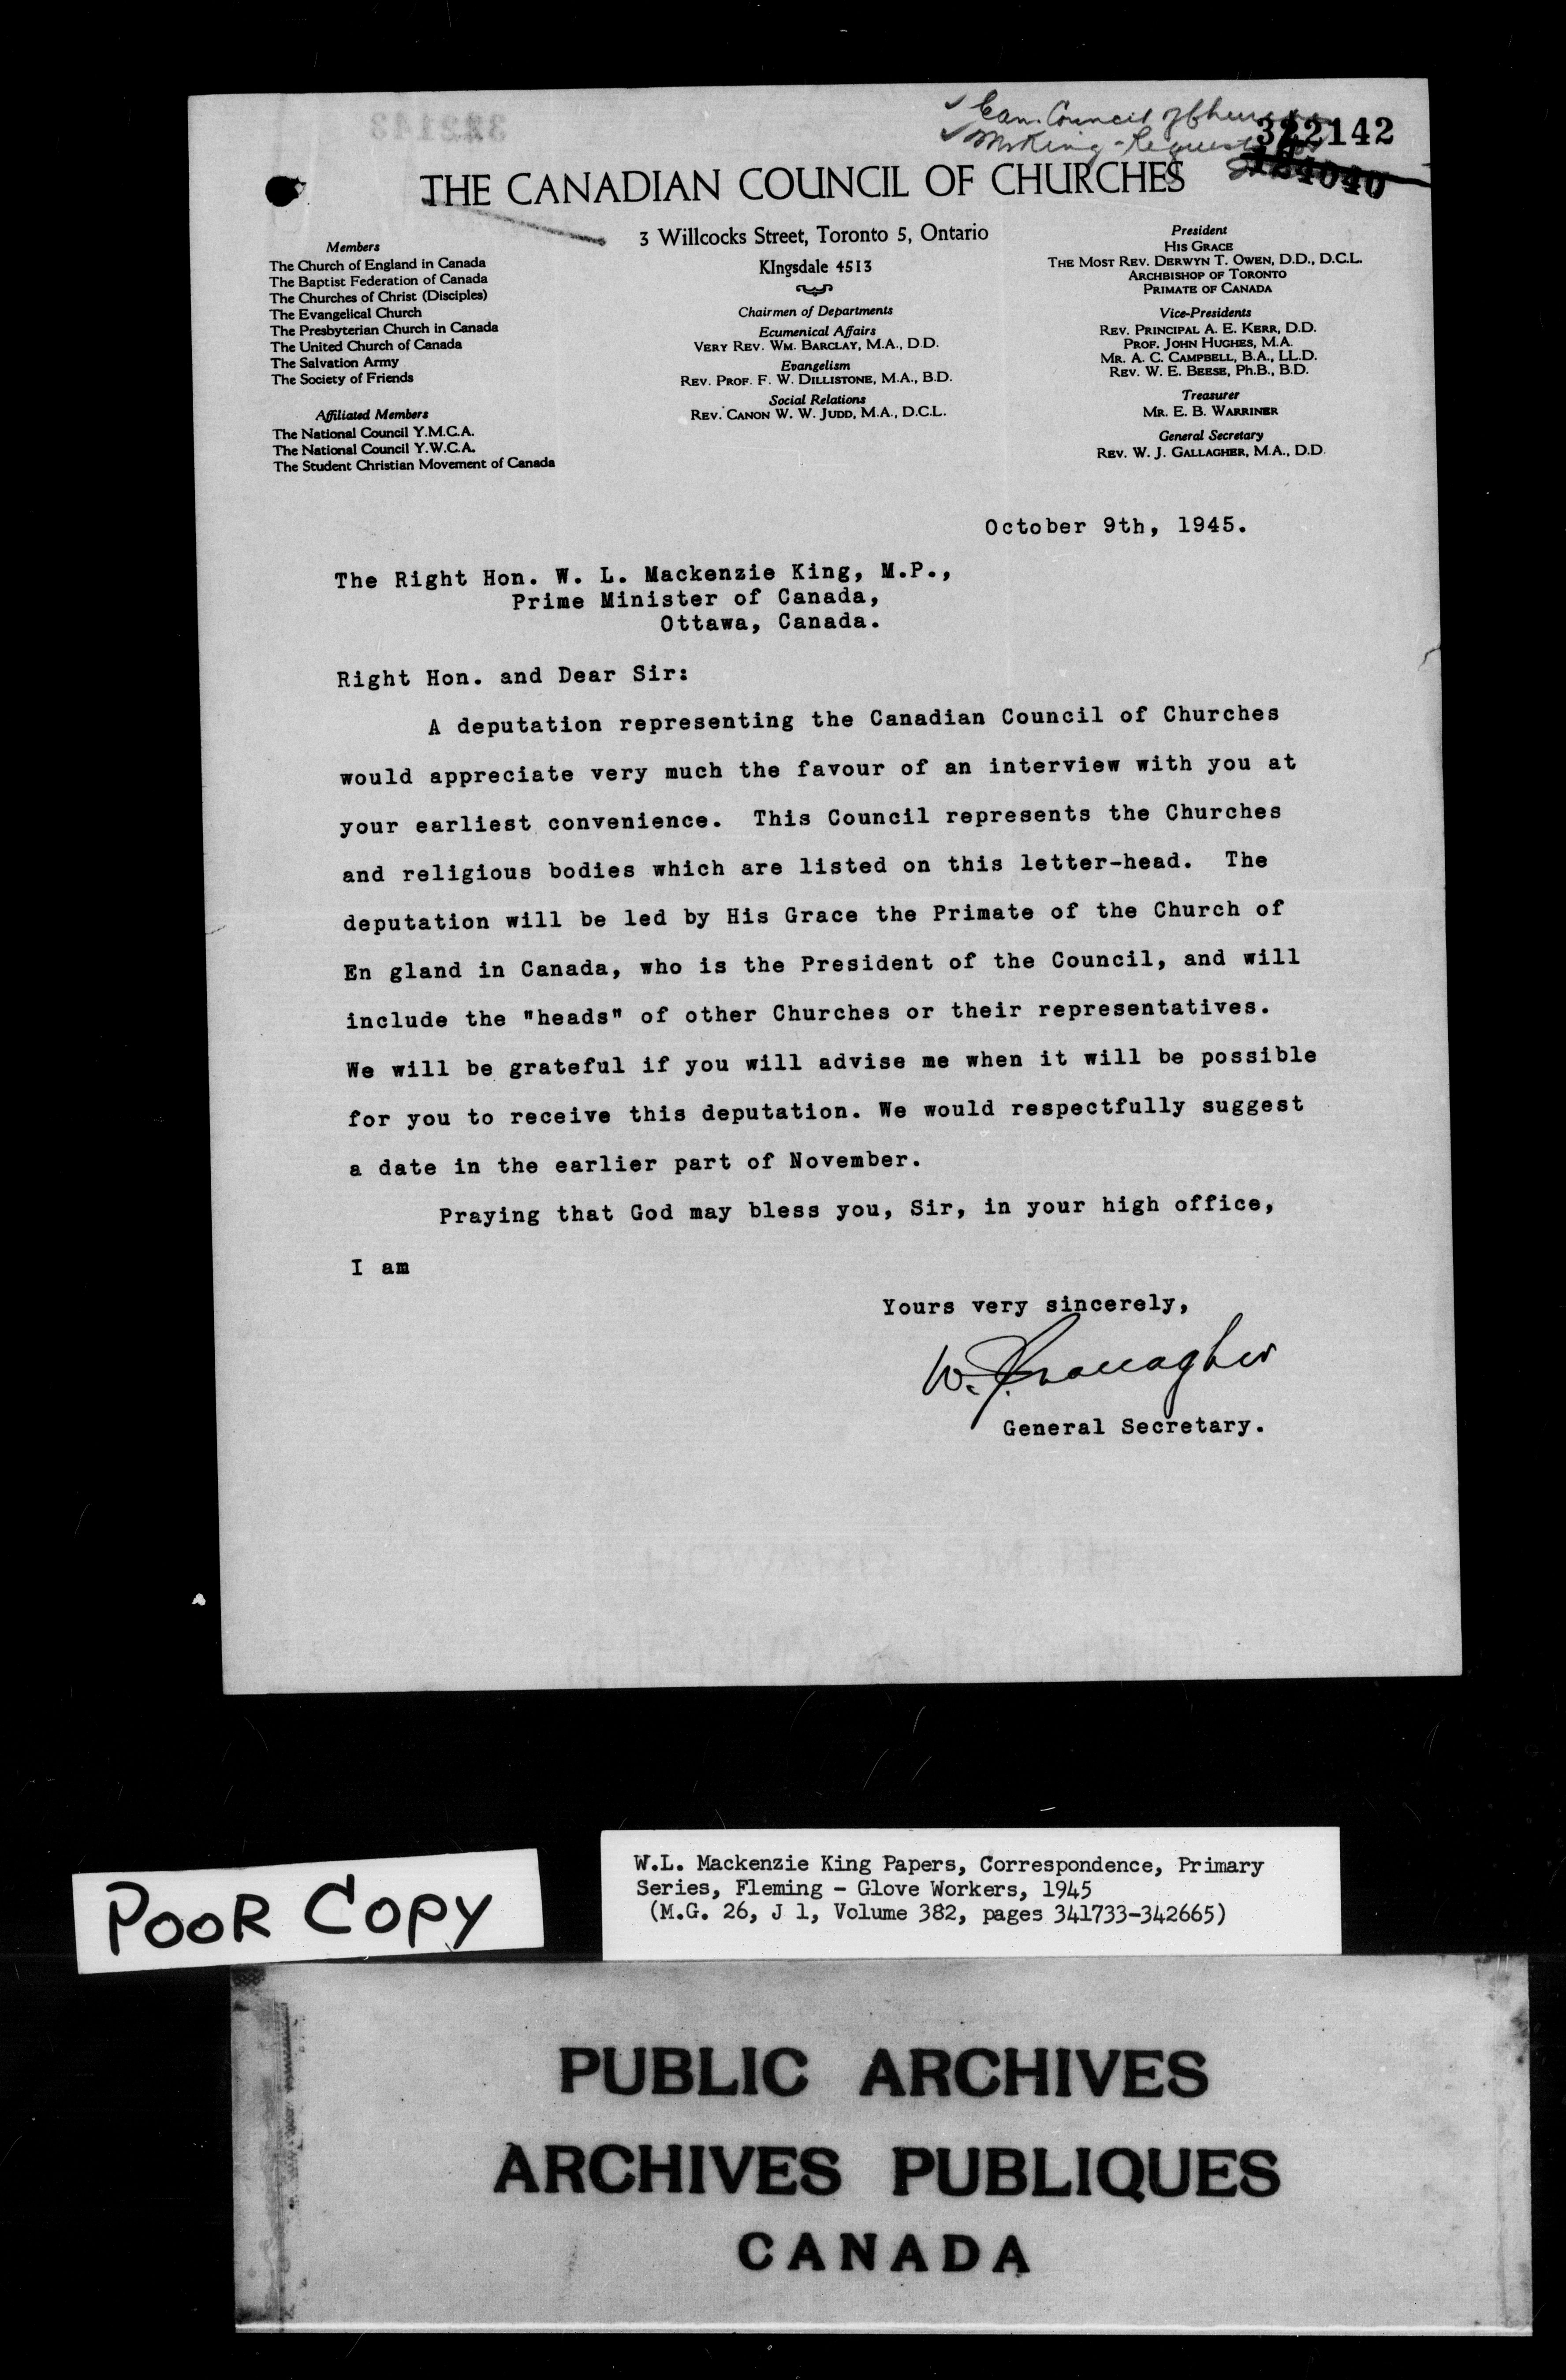 Can. Council of
Mr King - Request
322142
THE CANADIAN COUNCIL OF CHURCHES
3 Willcocks Street, Toronto 5, Ontario
KIngsdale 4513
Members
The Church of England in Canada
The Baptist Federation of Canada
The Churches of Christ (Disciples)
The Evangelical Church
The Presbyterian Church in Canada
The United Church of Canada
The Salvation Army
The Society of Friends
Affiliated Members
The National Council Y.M.C.A.
The National Council Y.W.C.A.
The Student Christian Movement of Canada
Chairmen of Departments
Ecumenical Affairs
VERY REV. WM. BARCLAY, M.A., D.D.
Evangelism
REV. PROF. F. W. DILLISTONE, M.A., B.D.
Social Relations
REV. CANON W. W. JUDD, M.A., D.C.L.
President
HIS GRACE
THE MOST REV. DERWYN T. OWEN, D.D., D.C.L.
ARCHBISHOP OF TORONTO
PRIMATE OF CANADA
Vice-Presidents
REV. PRINCIPAL A. E. KERR, D.D.
PROF. JOHN HUGHES, M.A.
MR. A. C. CAMPBELL, B.A., LL.D.
REV. W. E. BEESE, Ph.B., B.D.
Treasurer
MR. E. B. WARRINER
General Secretary
REV. W. J. GALLAGHER, M.A., D.D.
October 9th, 1945.
The Right Hon. W. L. Mackenzie King, M.P.,
Prime Minister of Canada,
Ottawa, Canada.
Right Hon. and Dear Sir:
A deputation representing the Canadian Council of Churches
would appreciate very much the favour of an interview with you at
your earliest convenience. This Council represents the Churches
and religious bodies which are listed on this letter-head. The
deputation will be led by His Grace the Primate of the Church of
En gland in Canada, who is the President of the Council, and will
include the "heads" of other Churches or their representatives.
We will be grateful if you will advise me when it will be possible
for you to receive this deputation. We would respectfully suggest
a date in the earlier part of November.
Praying that God may bless you, Sir, in your high office,
I am
Yours very sincerely,
W. J. Gallagher
General Secretary.
POOR COPY
W.L. Mackenzie King Papers, Correspondence, Primary
Series, Fleming - Glove Workers, 1945
(M.G. 26, J 1, Volume 382, pages 341733-342665)
PUBLIC ARCHIVES
ARCHIVES PUBLIQUES
CANADA